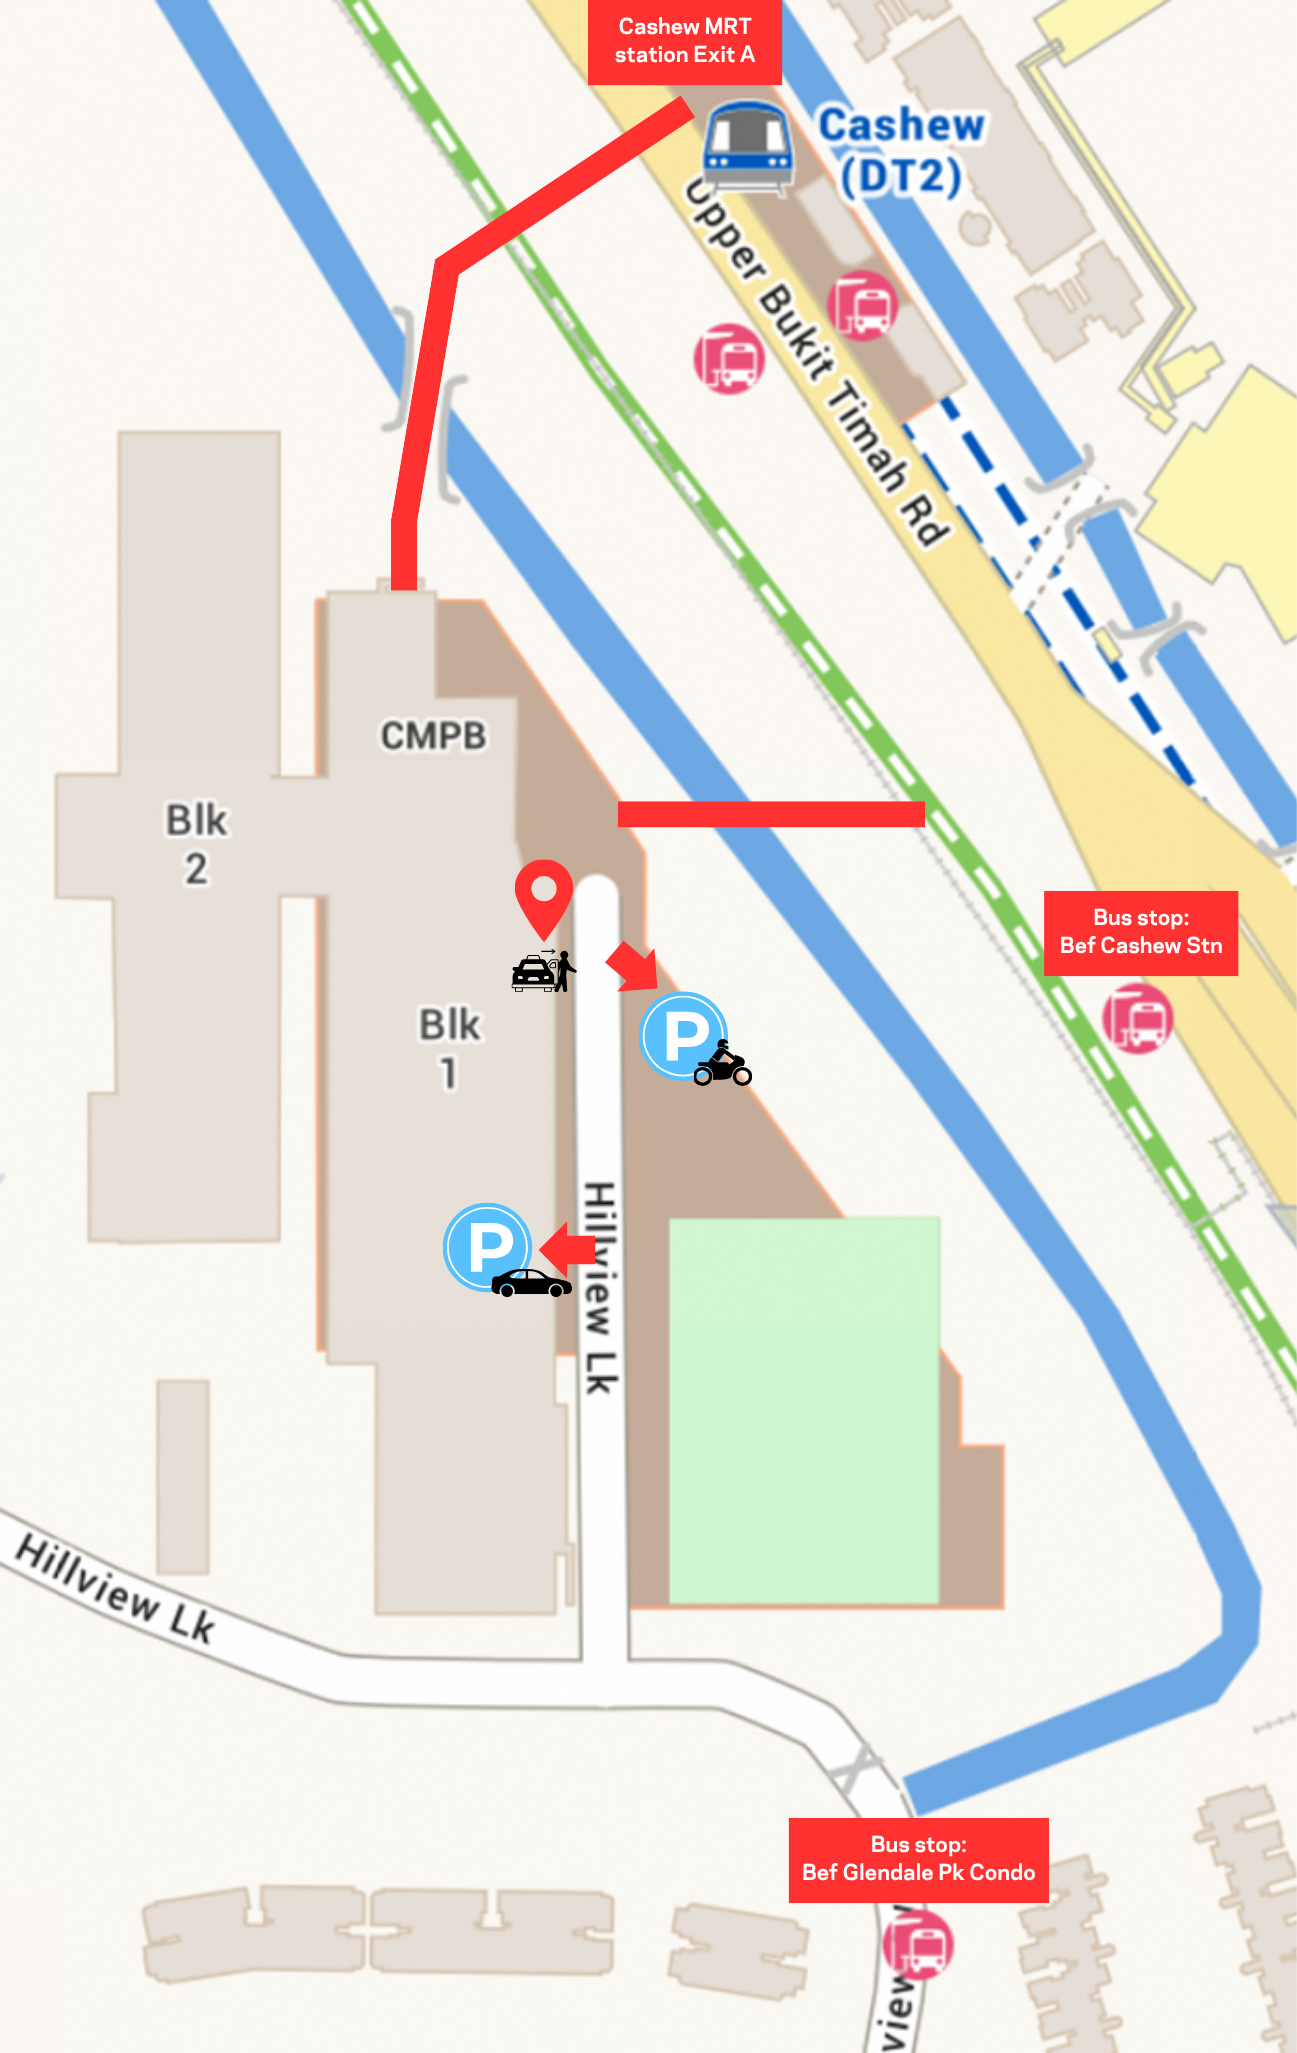 Cashew MRT
station Exit A
Cashew
(DT2)
Upper Bukit Timah Rd
CMPB
Blk
2
Bus stop:
Bef Cashew Stn
Blk
1
P
P
Hillview Lk
Hillview Lk
Bus stop:
Bef Glendale Pk Condo
view